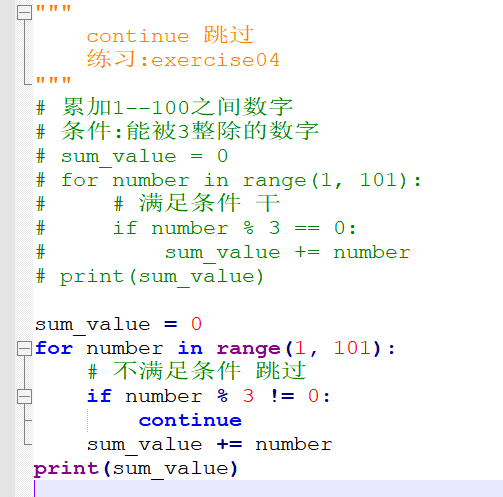 """
    continue 跳过
    练习:exercise04
"""
# 累加1--100之间数字
# 条件:能被3整除的数字
# sum_value = 0
# for number in range(1, 101):
#     # 满足条件 干
#     if number % 3 == 0:
#         sum_value += number
# print(sum_value)

sum_value = 0
for number in range(1, 101):
    # 不满足条件 跳过
    if number % 3 != 0:
        continue
    sum_value += number
print(sum_value)